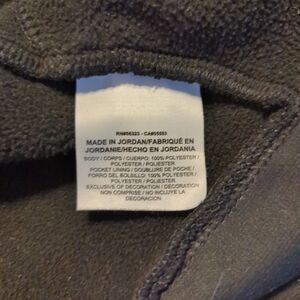 RN#56323 - CA#05553
MADE IN JORDAN/FABRIQUÉ EN
JORDANIE/HECHO EN JORDANIA
BODY / CORPS / CUERPO: 100% POLYESTER /
POLYESTER / POLIESTER
POCKET LINING / DOUBLURE DE POCHE /
FORRO DEL BOLSILLO: 100% POLYESTER
/ POLYESTER / POLIESTER
EXCLUSIVE OF DECORATION / DECORATION
NON COMPRISE / NO INCLUYE LA
DECORACION